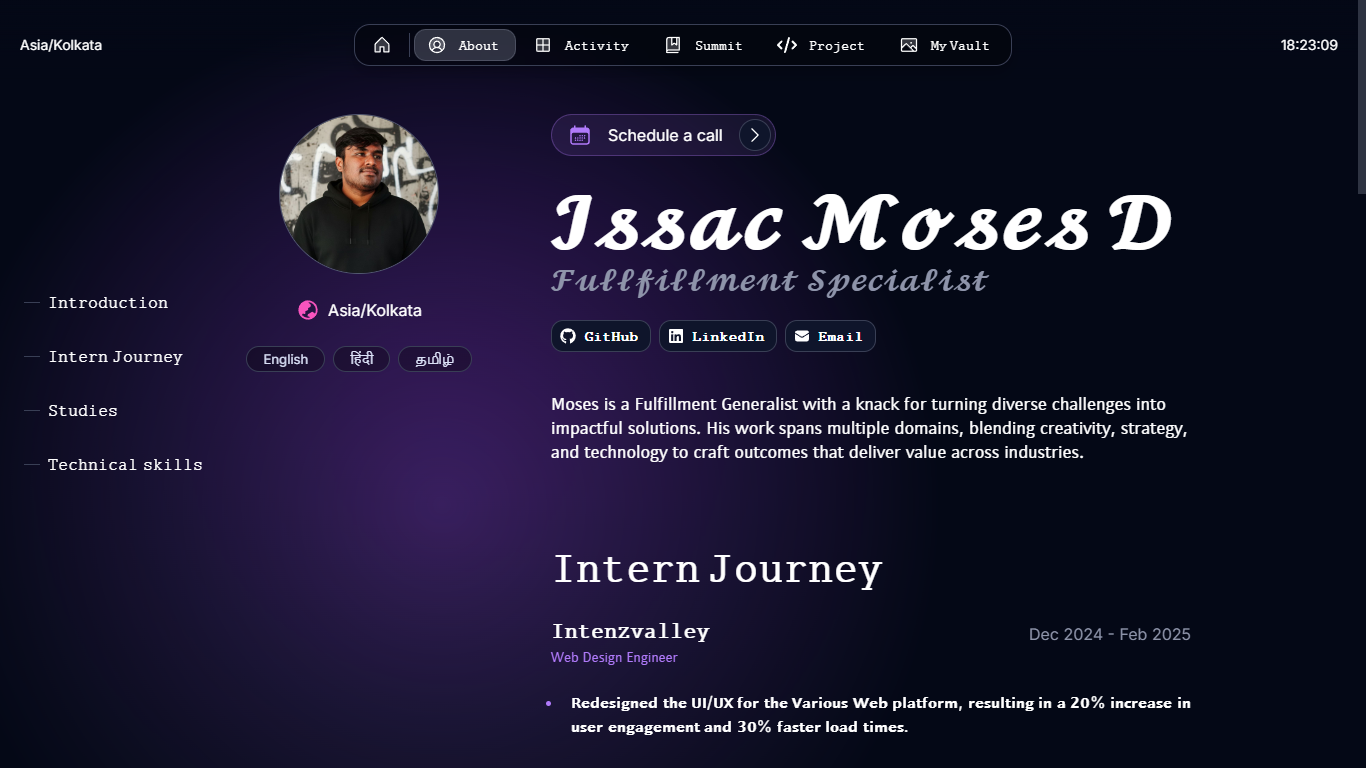 Asia/Kolkata
About
Activity
Summit
Project
My Vault
18:23:09
Introduction
Intern Journey
Studies
Technical skills
Asia/Kolkata
English
हिंदी
தமிழ்
Schedule a call
Issac Moses D
Fullfillment Specialist
GitHub
LinkedIn
Email
Moses is a Fulfillment Generalist with a knack for turning diverse challenges into
impactful solutions. His work spans multiple domains, blending creativity, strategy,
and technology to craft outcomes that deliver value across industries.
Intern Journey
Intenzvalley
Dec 2024 - Feb 2025
Web Design Engineer
Redesigned the UI/UX for the Various Web platform, resulting in a 20% increase in
user engagement and 30% faster load times.